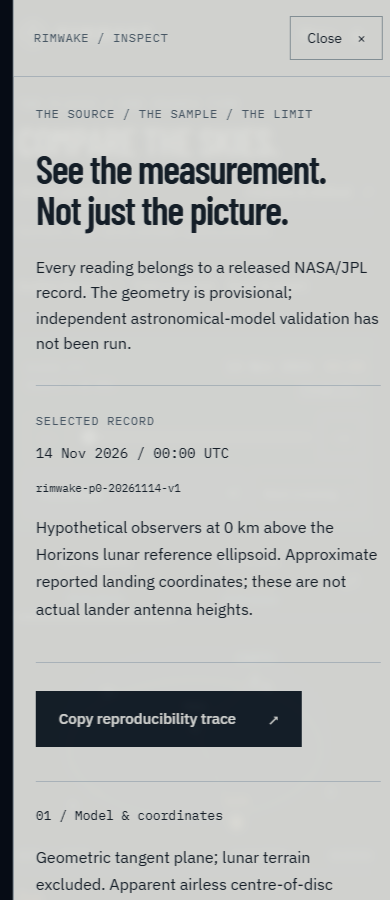 RIMWAKE / INSPECT
Close ×
THE SOURCE / THE SAMPLE / THE LIMIT
See the measurement.
Not just the picture.
Every reading belongs to a released NASA/JPL
record. The geometry is provisional;
independent astronomical-model validation has
not been run.
SELECTED RECORD
14 Nov 2026 / 00:00 UTC
rimwake-p0-20261114-v1
Hypothetical observers at 0 km above the
Horizons lunar reference ellipsoid. Approximate
reported landing coordinates; these are not
actual lander antenna heights.
Copy reproducibility trace ↗
01 / Model & coordinates
Geometric tangent plane; lunar terrain
excluded. Apparent airless centre-of-disc